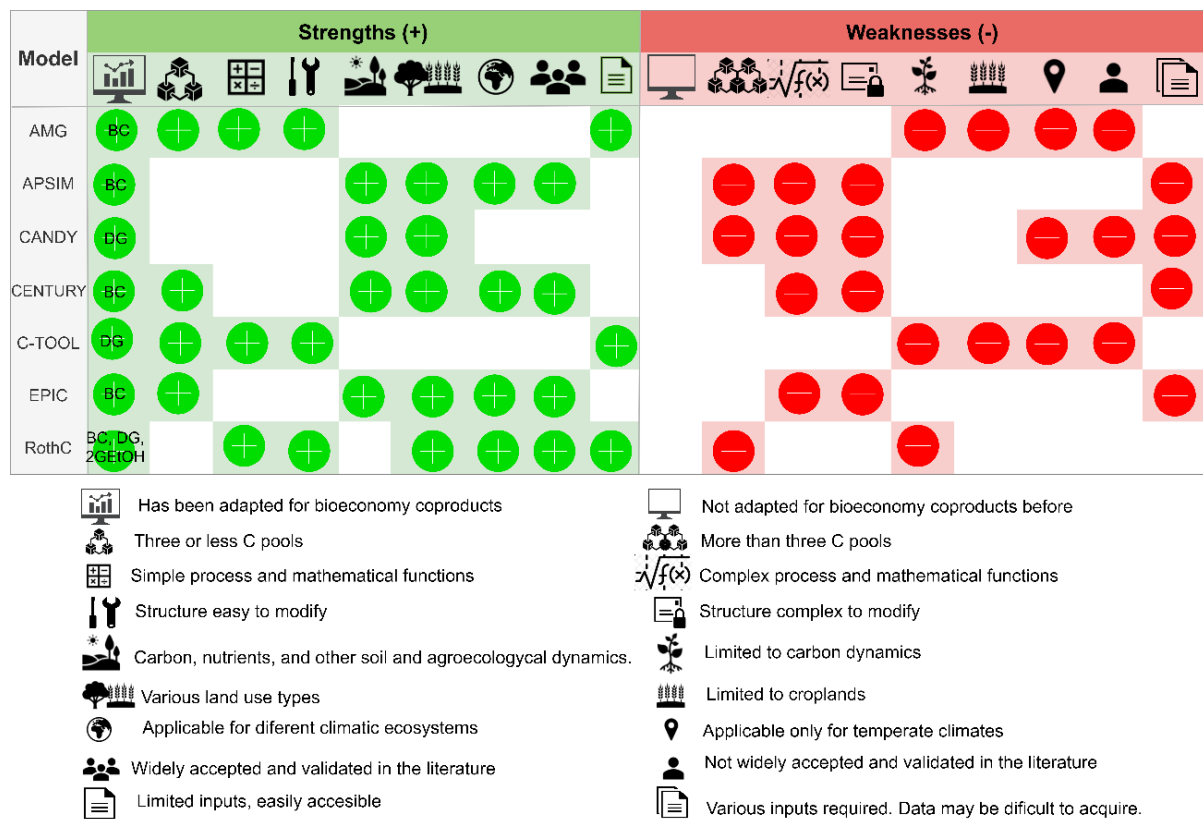 Model
Strengths (+)
Weaknesses (-)
AMG
BC
APSIM
BC
CANDY
DG
CENTURY
BC
C-TOOL
DG
EPIC
BC
RothC
BC, DG,
2GEtOH
Has been adapted for bioeconomy coproducts
Not adapted for bioeconomy coproducts before
Three or less C pools
More than three C pools
Simple process and mathematical functions
√f(x)
Complex process and mathematical functions
Structure easy to modify
Structure complex to modify
Carbon, nutrients, and other soil and agroecologycal dynamics.
Limited to carbon dynamics
Various land use types
Limited to croplands
Applicable for diferent climatic ecosystems
Applicable only for temperate climates
Widely accepted and validated in the literature
Not widely accepted and validated in the literature
Limited inputs, easily accesible
Various inputs required. Data may be dificult to acquire.